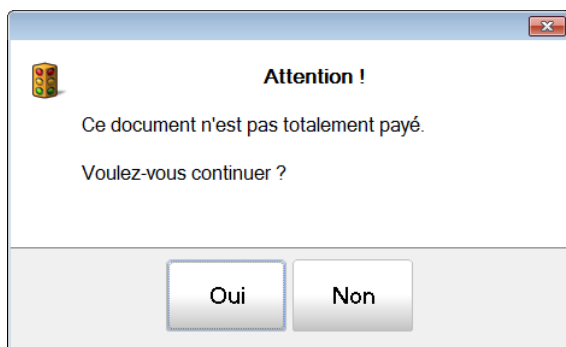 Attention !
Ce document n'est pas totalement payé.
Voulez-vous continuer ?
Oui
Non